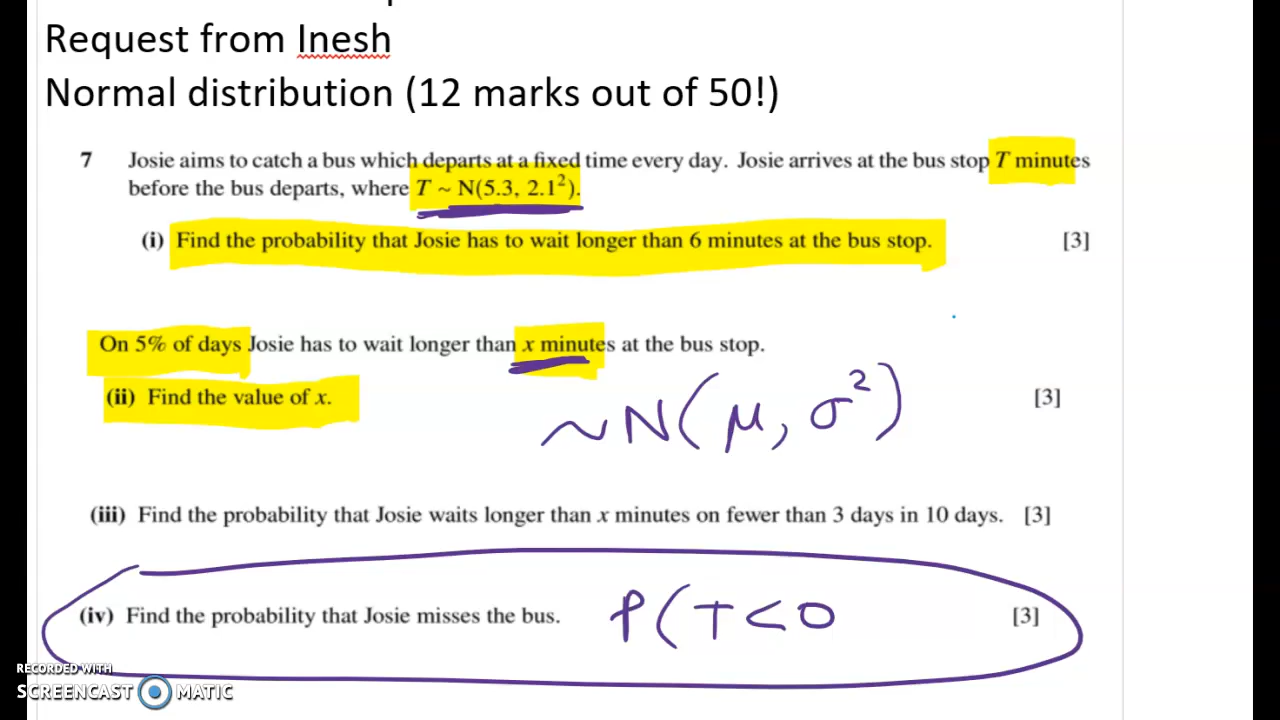 Request from Inesh
Normal distribution (12 marks out of 50!)
7 Josie aims to catch a bus which departs at a fixed time every day. Josie arrives at the bus stop T minutes
before the bus departs, where T ~ N(5.3, 2.1²).
(i) Find the probability that Josie has to wait longer than 6 minutes at the bus stop. [3]
On 5% of days Josie has to wait longer than x minutes at the bus stop.
(ii) Find the value of x. [3]
~N(μ, σ²)
(iii) Find the probability that Josie waits longer than x minutes on fewer than 3 days in 10 days. [3]
(iv) Find the probability that Josie misses the bus. P(T<0 [3]
RECORDED WITH
SCREENCAST MATIC